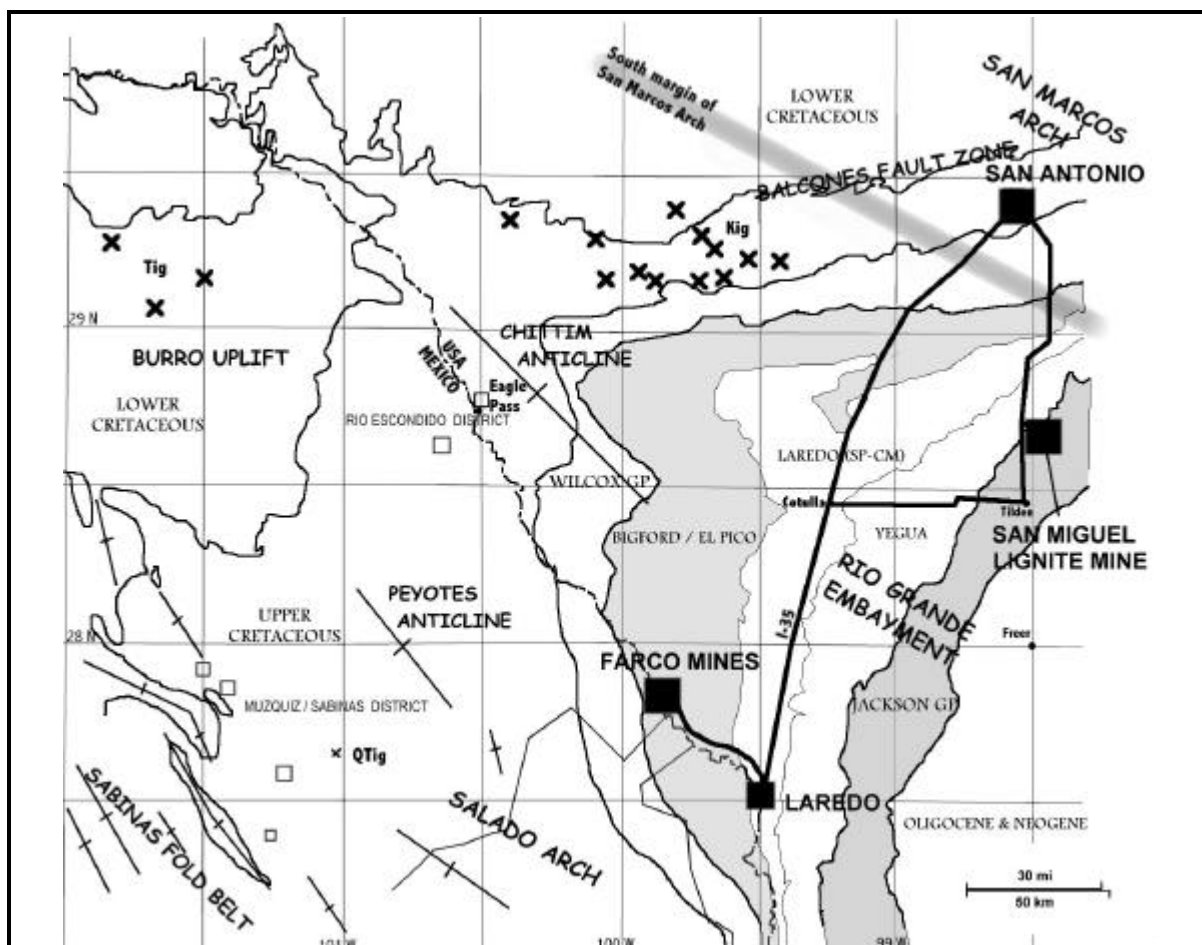 South margin of
San Marcos Arch
LOWER
CRETACEOUS
SAN MARCOS
ARCH
BALCONES FAULT ZONE
SAN ANTONIO
Kig
Tig
29 N
BURRO UPLIFT
CHITTIM
ANTICLINE
USA
MEXICO
Eagle
Pass
RIO ESCONDIDO DISTRICT
LOWER
CRETACEOUS
LAREDO (SP-CM)
WILCOX GP
Cotulla
Tilden
BIGFORD / EL PICO
YEGUA
SAN MIGUEL
LIGNITE MINE
RIO GRANDE
EMBAYMENT
PEYOTES
ANTICLINE
UPPER
CRETACEOUS
I-35
Freer
28 N
FARCO MINES
MUZQUIZ / SABINAS DISTRICT
JACKSON GP
QTig
SABINAS FOLD BELT
SALADO ARCH
LAREDO
OLIGOCENE & NEOGENE
30 mi
50 km
101 W
100 W
99 W